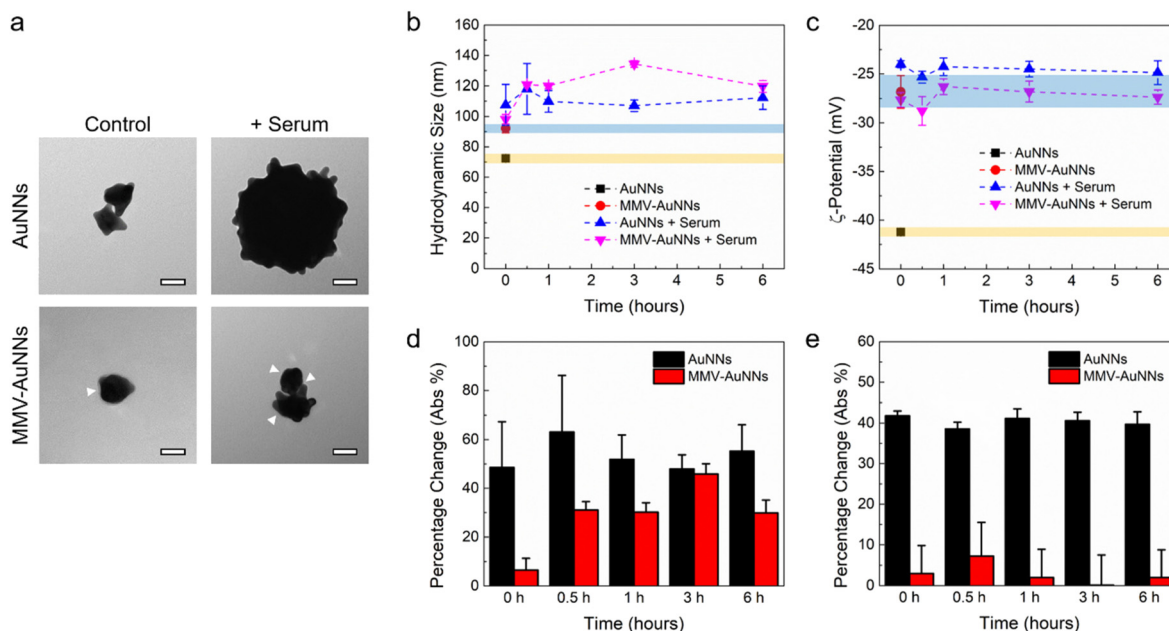 a
Control
+ Serum
AuNNs
MMV-AuNNs
b
Hydrodynamic Size (nm)
160
140
120
100
80
60
40
20
0
AuNNs
MMV-AuNNs
AuNNs + Serum
MMV-AuNNs + Serum
0 1 2 3 4 5 6
Time (hours)
c
ζ-Potential (mV)
-20
-25
-30
-35
-40
-45
AuNNs
MMV-AuNNs
AuNNs + Serum
MMV-AuNNs + Serum
0 1 2 3 4 5 6
Time (hours)
d
Percentage Change (Abs %)
100
80
60
40
20
0
AuNNs
MMV-AuNNs
0 h 0.5 h 1 h 3 h 6 h
Time (hours)
e
Percentage Change (Abs %)
60
50
40
30
20
10
0
AuNNs
MMV-AuNNs
0 h 0.5 h 1 h 3 h 6 h
Time (hours)